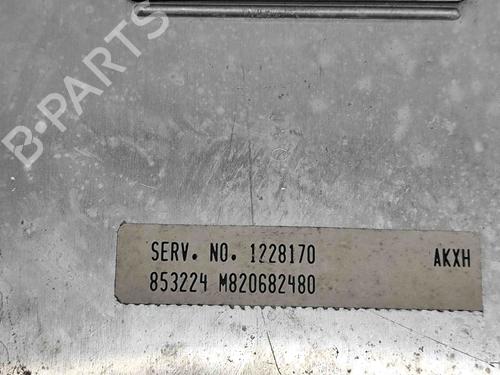 B-PARTS
SERV. NO. 1228170 AKXH
853224 M820682480